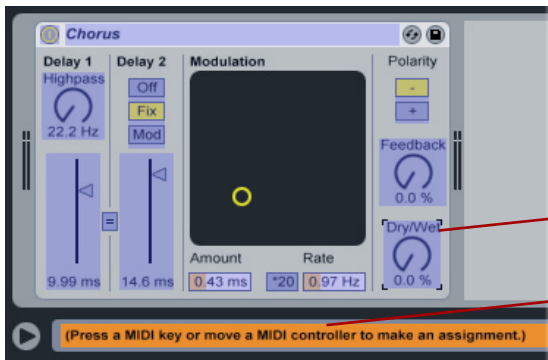 Chorus
Delay 1
Highpass
22.2 Hz
9.99 ms
=
Delay 2
Off
Fix
Mod
14.6 ms
Modulation
Amount
0.43 ms
Rate
*20
0.97 Hz
Polarity
-
+
Feedback
0.0 %
Dry/Wet
0.0 %
(Press a MIDI key or move a MIDI controller to make an assignment.)